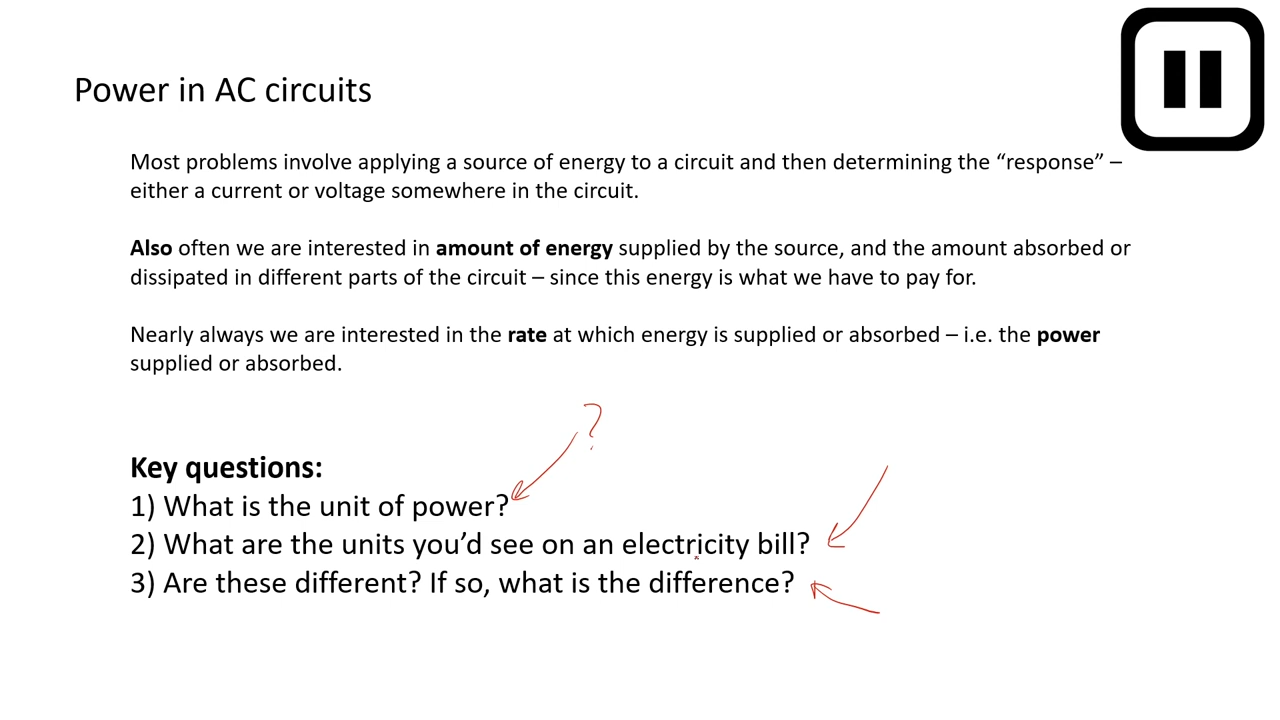 Power in AC circuits
Most problems involve applying a source of energy to a circuit and then determining the “response” –
either a current or voltage somewhere in the circuit.
Also often we are interested in amount of energy supplied by the source, and the amount absorbed or
dissipated in different parts of the circuit – since this energy is what we have to pay for.
Nearly always we are interested in the rate at which energy is supplied or absorbed – i.e. the power
supplied or absorbed.
?
Key questions:
1) What is the unit of power?
2) What are the units you’d see on an electricity bill?
3) Are these different? If so, what is the difference?